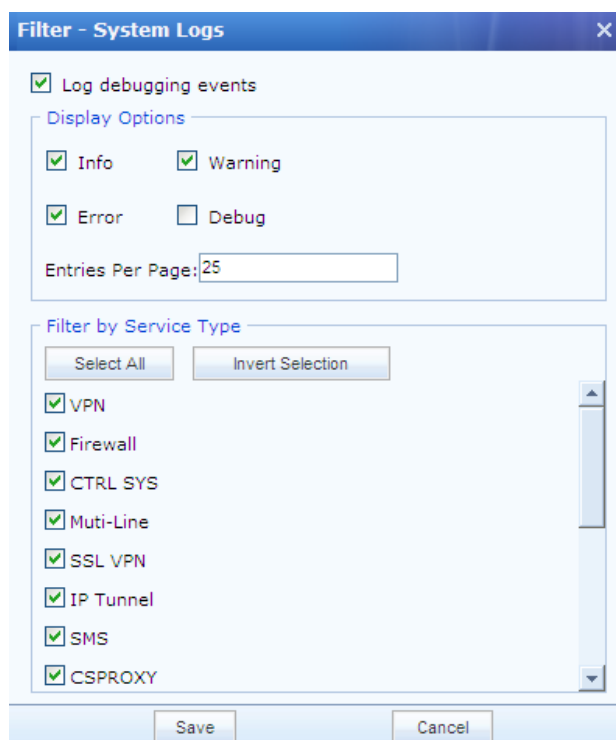 Filter - System Logs
Log debugging events
Display Options
Info Warning
Error Debug
Entries Per Page: 25
Filter by Service Type
Select All Invert Selection
VPN
Firewall
CTRL SYS
Muti-Line
SSL VPN
IP Tunnel
SMS
CSPROXY
Save Cancel